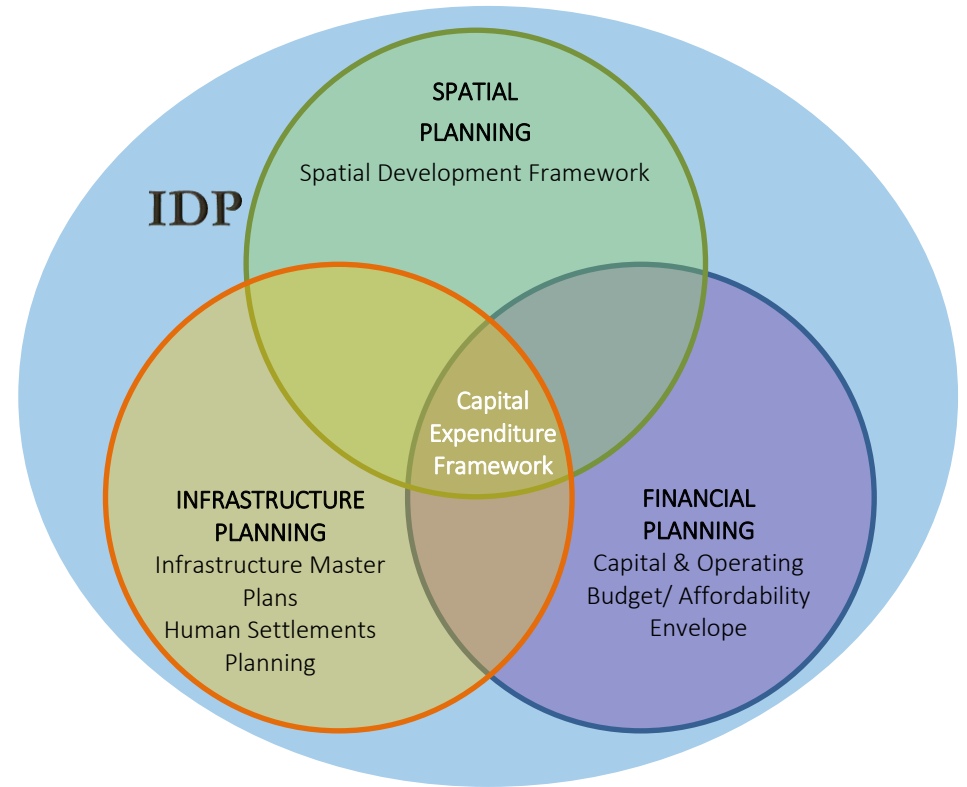 SPATIAL
PLANNING
Spatial Development Framework
IDP
Capital
Expenditure
Framework
INFRASTRUCTURE
PLANNING
Infrastructure Master
Plans
Human Settlements
Planning
FINANCIAL
PLANNING
Capital & Operating
Budget/ Affordability
Envelope